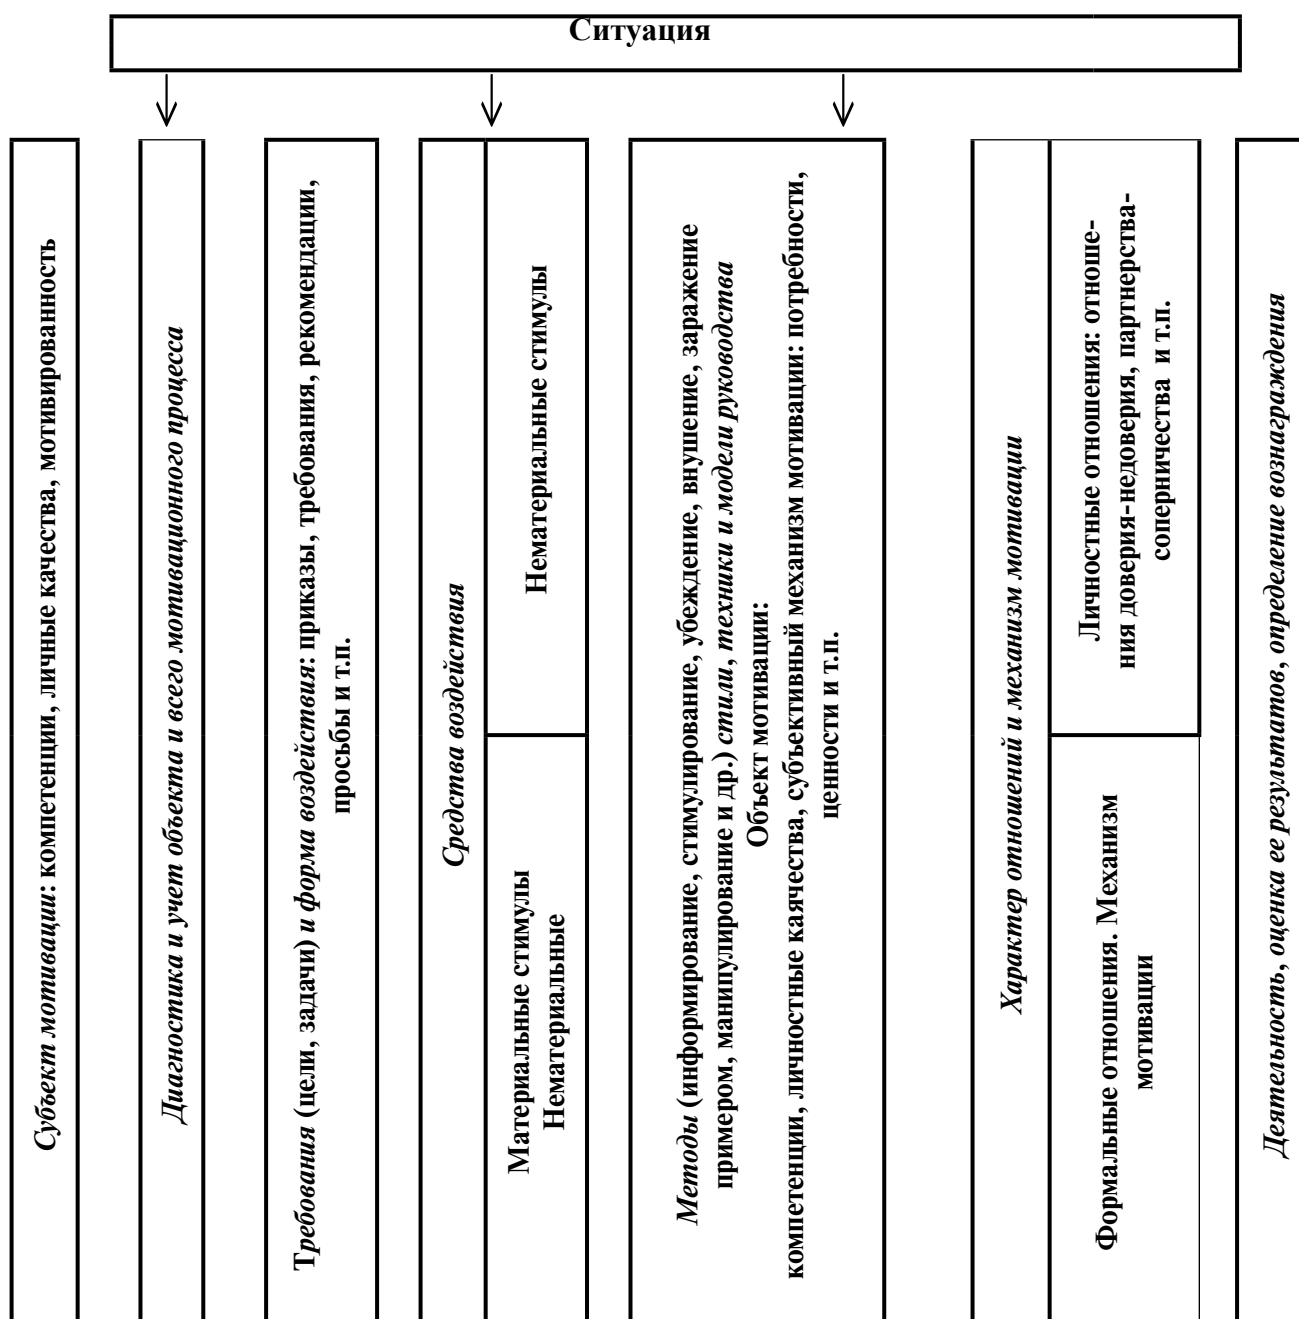 Ситуация
Субъект мотивации: компетенции, личные качества, мотивированность
Диагностика и учет объекта и всего мотивационного процесса
Требования (цели, задачи) и форма воздействия: приказы, требования, рекомендации,
просьбы и т.п.
Средства воздействия
Материальные стимулы
Нематериальные
Нематериальные стимулы
Методы (информирование, стимулирование, убеждение, внушение, заражение
примером, манипулирование и др.) стили, техники и модели руководства
Объект мотивации:
компетенции, личностные каячества, субъективный механизм мотивации: потребности,
ценности и т.п.
Характер отношений и механизм мотивации
Формальные отношения. Механизм
мотивации
Личностные отношения: отноше-
ния доверия-недоверия, партнерства-
соперничества и т.п.
Деятельность, оценка ее результатов, определение вознаграждения